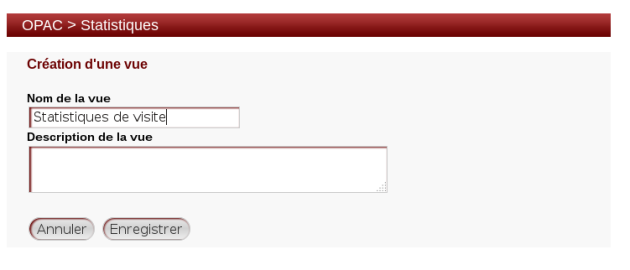 OPAC > Statistiques
Création d'une vue
Nom de la vue
Statistiques de visite
Description de la vue
Annuler Enregistrer